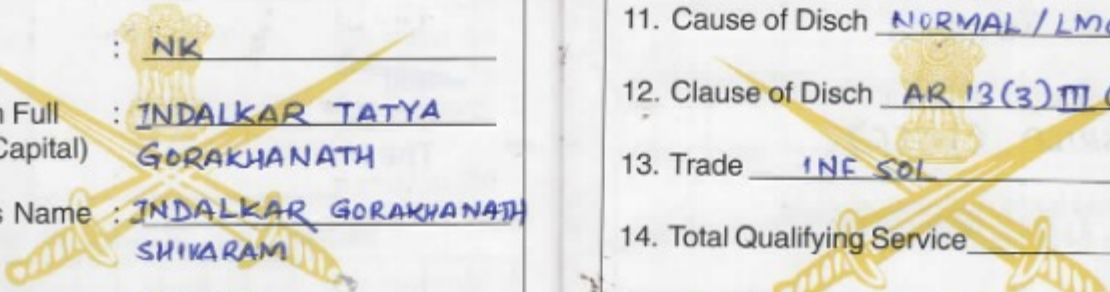 : NK
n Full : INDALKAR TATYA
Capital) GORAKHANATH
s Name : INDALKAR GORAKHANATH
SHIVARAM
11. Cause of Disch NORMAL / LMC
12. Clause of Disch AR 13(3) III (
13. Trade INF SOL
14. Total Qualifying Service